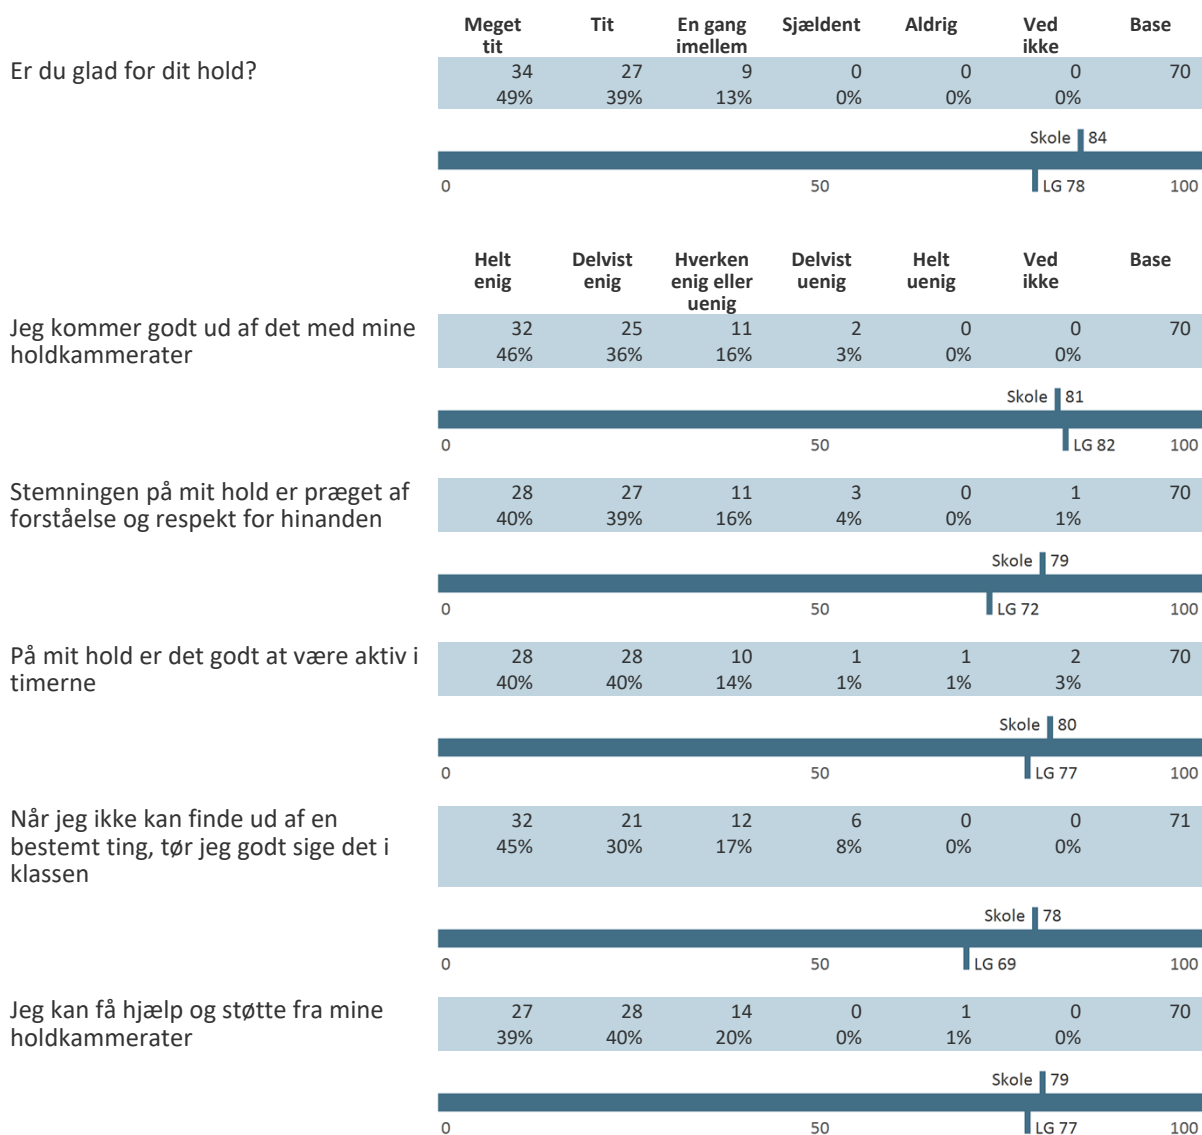 Meget tit Tit En gang imellem Sjældent Aldrig Ved ikke Base
Er du glad for dit hold? 34 27 9 0 0 0 70
49% 39% 13% 0% 0% 0%
Skole 84
0 50 LG 78 100
Helt enig Delvist enig Hverken enig eller uenig Delvist uenig Helt uenig Ved ikke Base
Jeg kommer godt ud af det med mine 32 25 11 2 0 0 70
holdkammerater 46% 36% 16% 3% 0% 0%
Skole 81
0 50 LG 82 100
Stemningen på mit hold er præget af 28 27 11 3 0 1 70
forståelse og respekt for hinanden 40% 39% 16% 4% 0% 1%
Skole 79
0 50 LG 72 100
På mit hold er det godt at være aktiv i 28 28 10 1 1 2 70
timerne 40% 40% 14% 1% 1% 3%
Skole 80
0 50 LG 77 100
Når jeg ikke kan finde ud af en 32 21 12 6 0 0 71
bestemt ting, tør jeg godt sige det i 45% 30% 17% 8% 0% 0%
klassen
Skole 78
0 50 LG 69 100
Jeg kan få hjælp og støtte fra mine 27 28 14 0 1 0 70
holdkammerater 39% 40% 20% 0% 1% 0%
Skole 79
0 50 LG 77 100